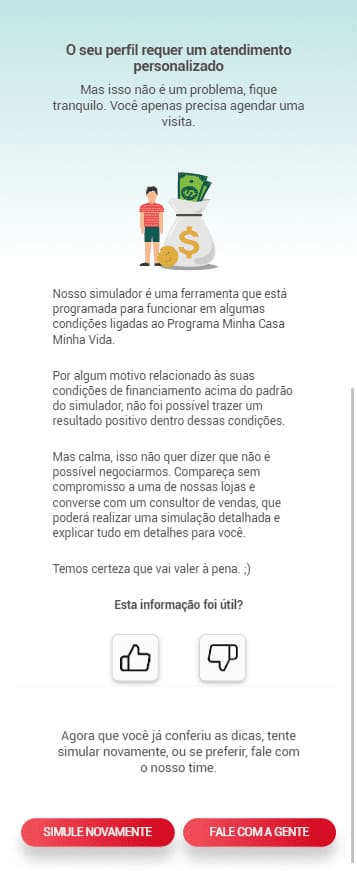 O seu perfil requer um atendimento
personalizado
Mas isso não é um problema, fique
tranquilo. Você apenas precisa agendar uma
visita.
$
Nosso simulador é uma ferramenta que está
programada para funcionar em algumas
condições ligadas ao Programa Minha Casa
Minha Vida.
Por algum motivo relacionado às suas
condições de financiamento acima do padrão
do simulador, não foi possível trazer um
resultado positivo dentro dessas condições.
Mas calma, isso não quer dizer que não é
possível negociarmos. Compareça sem
compromisso a uma de nossas lojas e
converse com um consultor de vendas, que
poderá realizar uma simulação detalhada e
explicar tudo em detalhes para você.
Temos certeza que vai valer à pena. ;)
Esta informação foi útil?
Agora que você já conferiu as dicas, tente
simular novamente, ou se preferir, fale com
o nosso time.
SIMULE NOVAMENTE
FALE COM A GENTE